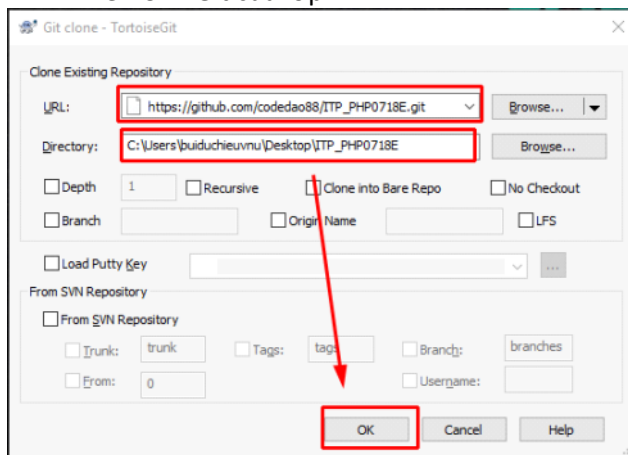 Git clone - TortoiseGit
Clone Existing Repository
URL: https://github.com/codedao88/ITP_PHP0718E.git Browse...
Directory: C:\Users\buiduchieuvnu\Desktop\ITP_PHP0718E Browse...
Depth 1 Recursive Clone into Bare Repo No Checkout
Branch Origin Name LFS
Load Putty Key ...
From SVN Repository
From SVN Repository
Trunk: trunk Tags: tags Branch: branches
From: 0 Username:
OK Cancel Help